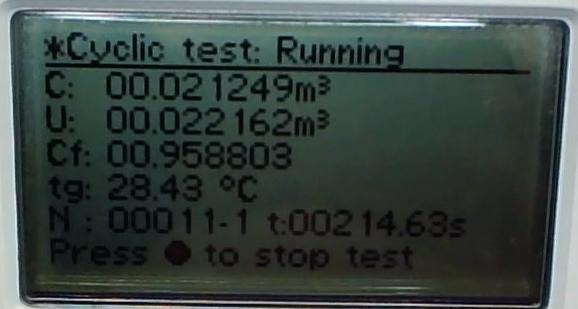 *Cyclic test: Running
C: 00.021249m³
U: 00.022162m³
Cf: 00.958803
tg: 28.43 °C
N : 00011-1 t:00214.63s
Press ● to stop test